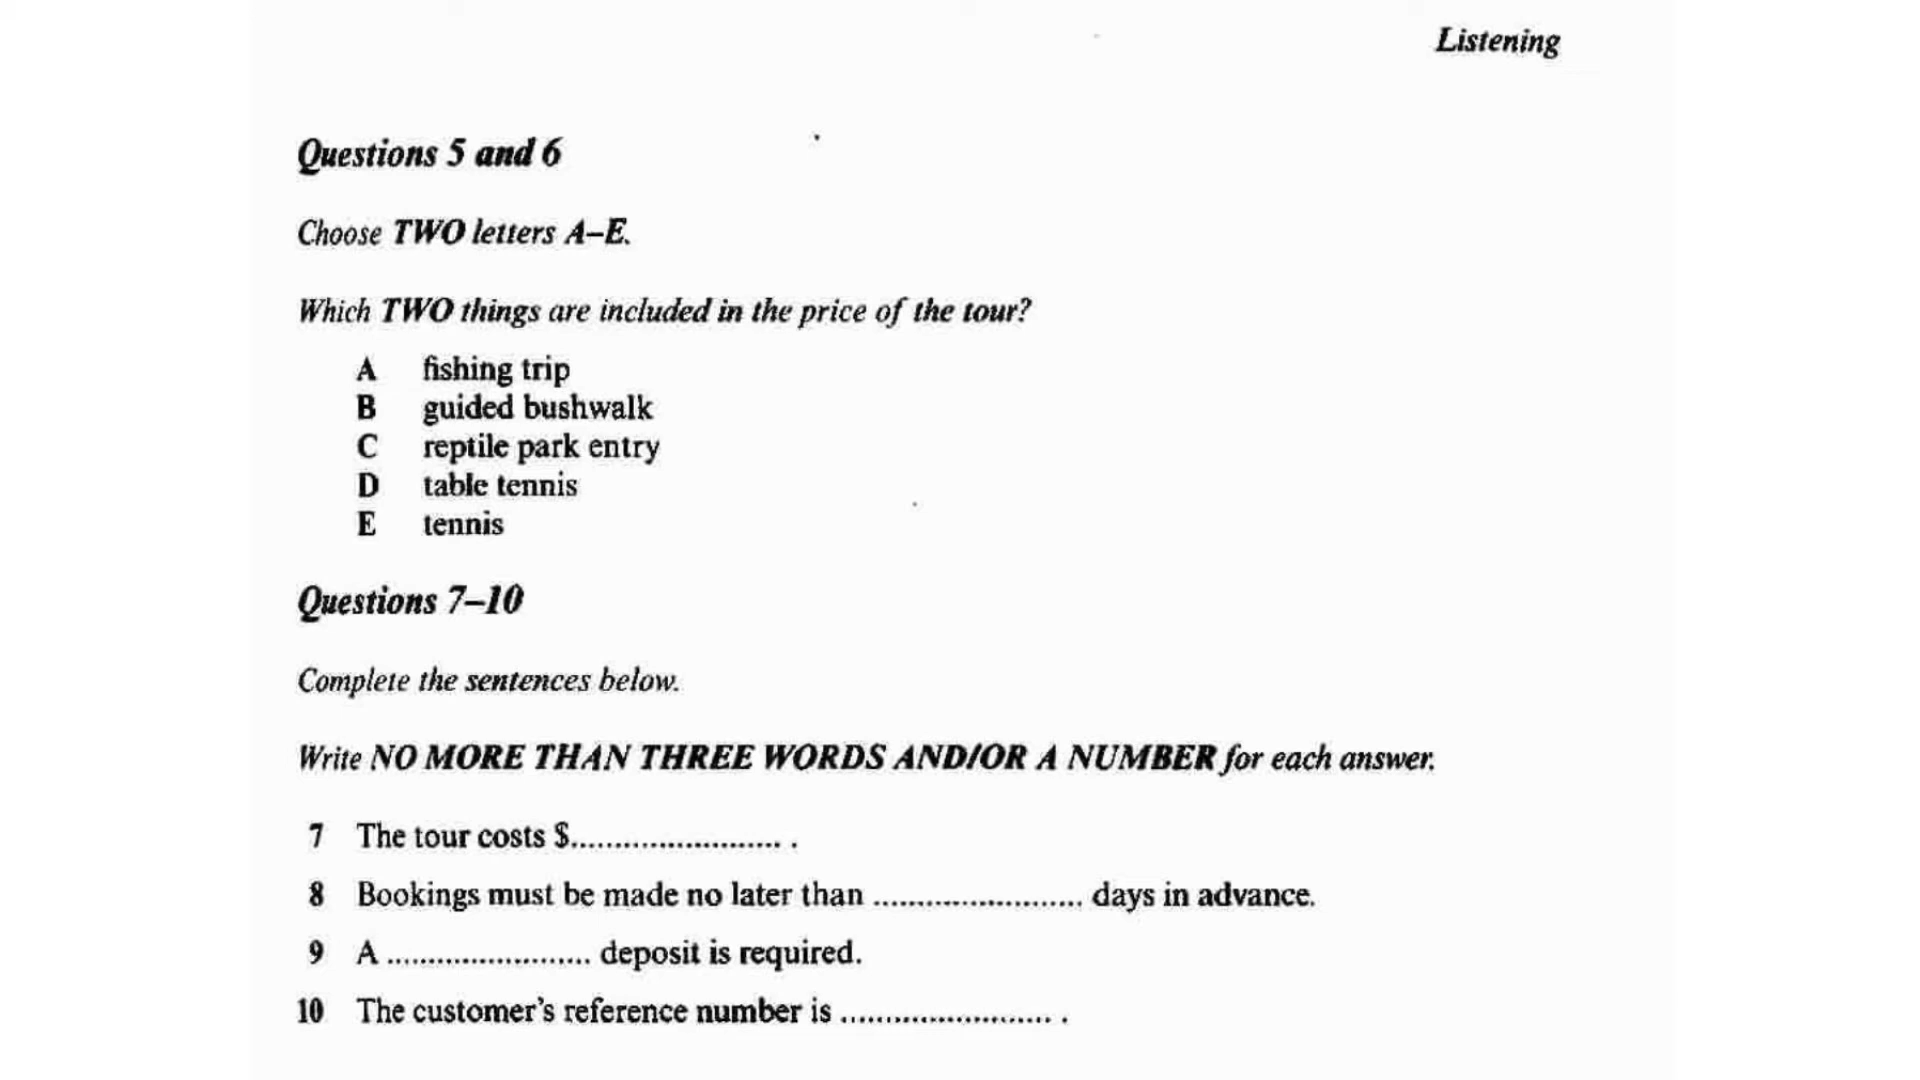 Listening
Questions 5 and 6
Choose TWO letters A–E.
Which TWO things are included in the price of the tour?
A fishing trip
B guided bushwalk
C reptile park entry
D table tennis
E tennis
Questions 7–10
Complete the sentences below.
Write NO MORE THAN THREE WORDS AND/OR A NUMBER for each answer.
7 The tour costs $........................ .
8 Bookings must be made no later than ........................ days in advance.
9 A ........................ deposit is required.
10 The customer's reference number is ........................ .